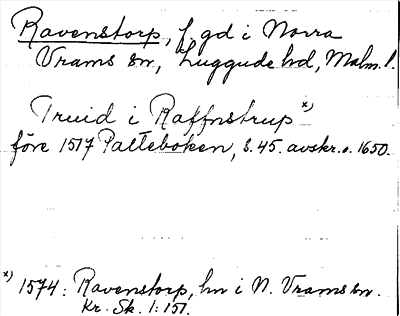 Ravenstorp, f. gd i Norra
Vrams sn, Luggude hd, Malm. l.
Truid i Raffnstrup x)
före 1517 Palteboken, s. 45. avskr. o. 1650.
x) 1574: Ravenstorp, hn i N. Vrams sn.
Kr. Sk. 1: 151.